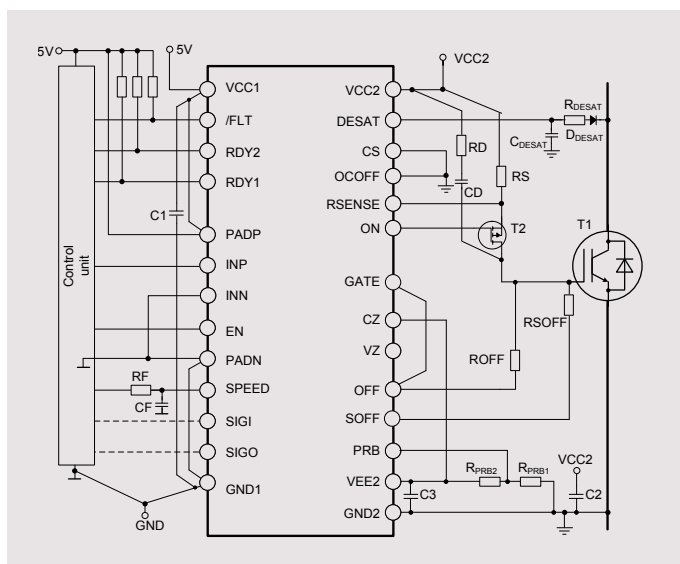 5V
5V
VCC2
VCC1
VCC2
/FLT
DESAT
RDESAT
DDESAT
CDESAT
RDY2
CS
RD
RDY1
OCOFF
RS
CD
C1
RSENSE
T2
T1
PADP
ON
INP
Control
unit
INN
GATE
EN
CZ
RSOFF
PADN
VZ
ROFF
RF
SPEED
OFF
CF
SIGI
SOFF
SIGO
PRB
RPRB2
RPRB1
VCC2
GND1
VEE2
C3
C2
GND2
GND